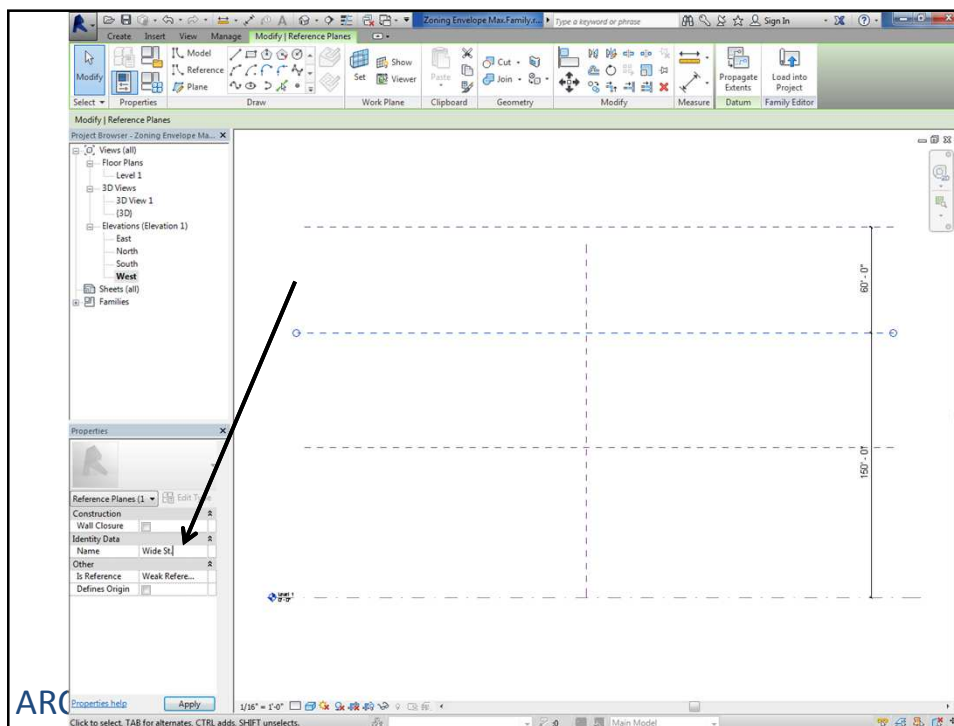 Zoning Envelope Max.Family.r...
Type a keyword or phrase
Sign In
Create Insert View Manage Modify | Reference Planes
Modify
Model
Reference
Plane
Set
Show
Viewer
Paste
Cut
Join
Propagate Extents
Load into Project
Select Properties Draw Work Plane Clipboard Geometry Modify Measure Datum Family Editor
Modify | Reference Planes
Project Browser - Zoning Envelope Ma...
Views (all)
Floor Plans
Level 1
3D Views
3D View 1
{3D}
Elevations (Elevation 1)
East
North
South
West
Sheets (all)
Families
60' - 0"
150' - 0"
Level 1
0' - 0"
Properties
Reference Planes (1
Edit Type
Construction
Wall Closure
Identity Data
Name Wide St.
Other
Is Reference Weak Refere...
Defines Origin
ARC
Properties help
Apply
1/16" = 1'-0"
Click to select, TAB for alternates, CTRL adds, SHIFT unselects.
:0
Main Model